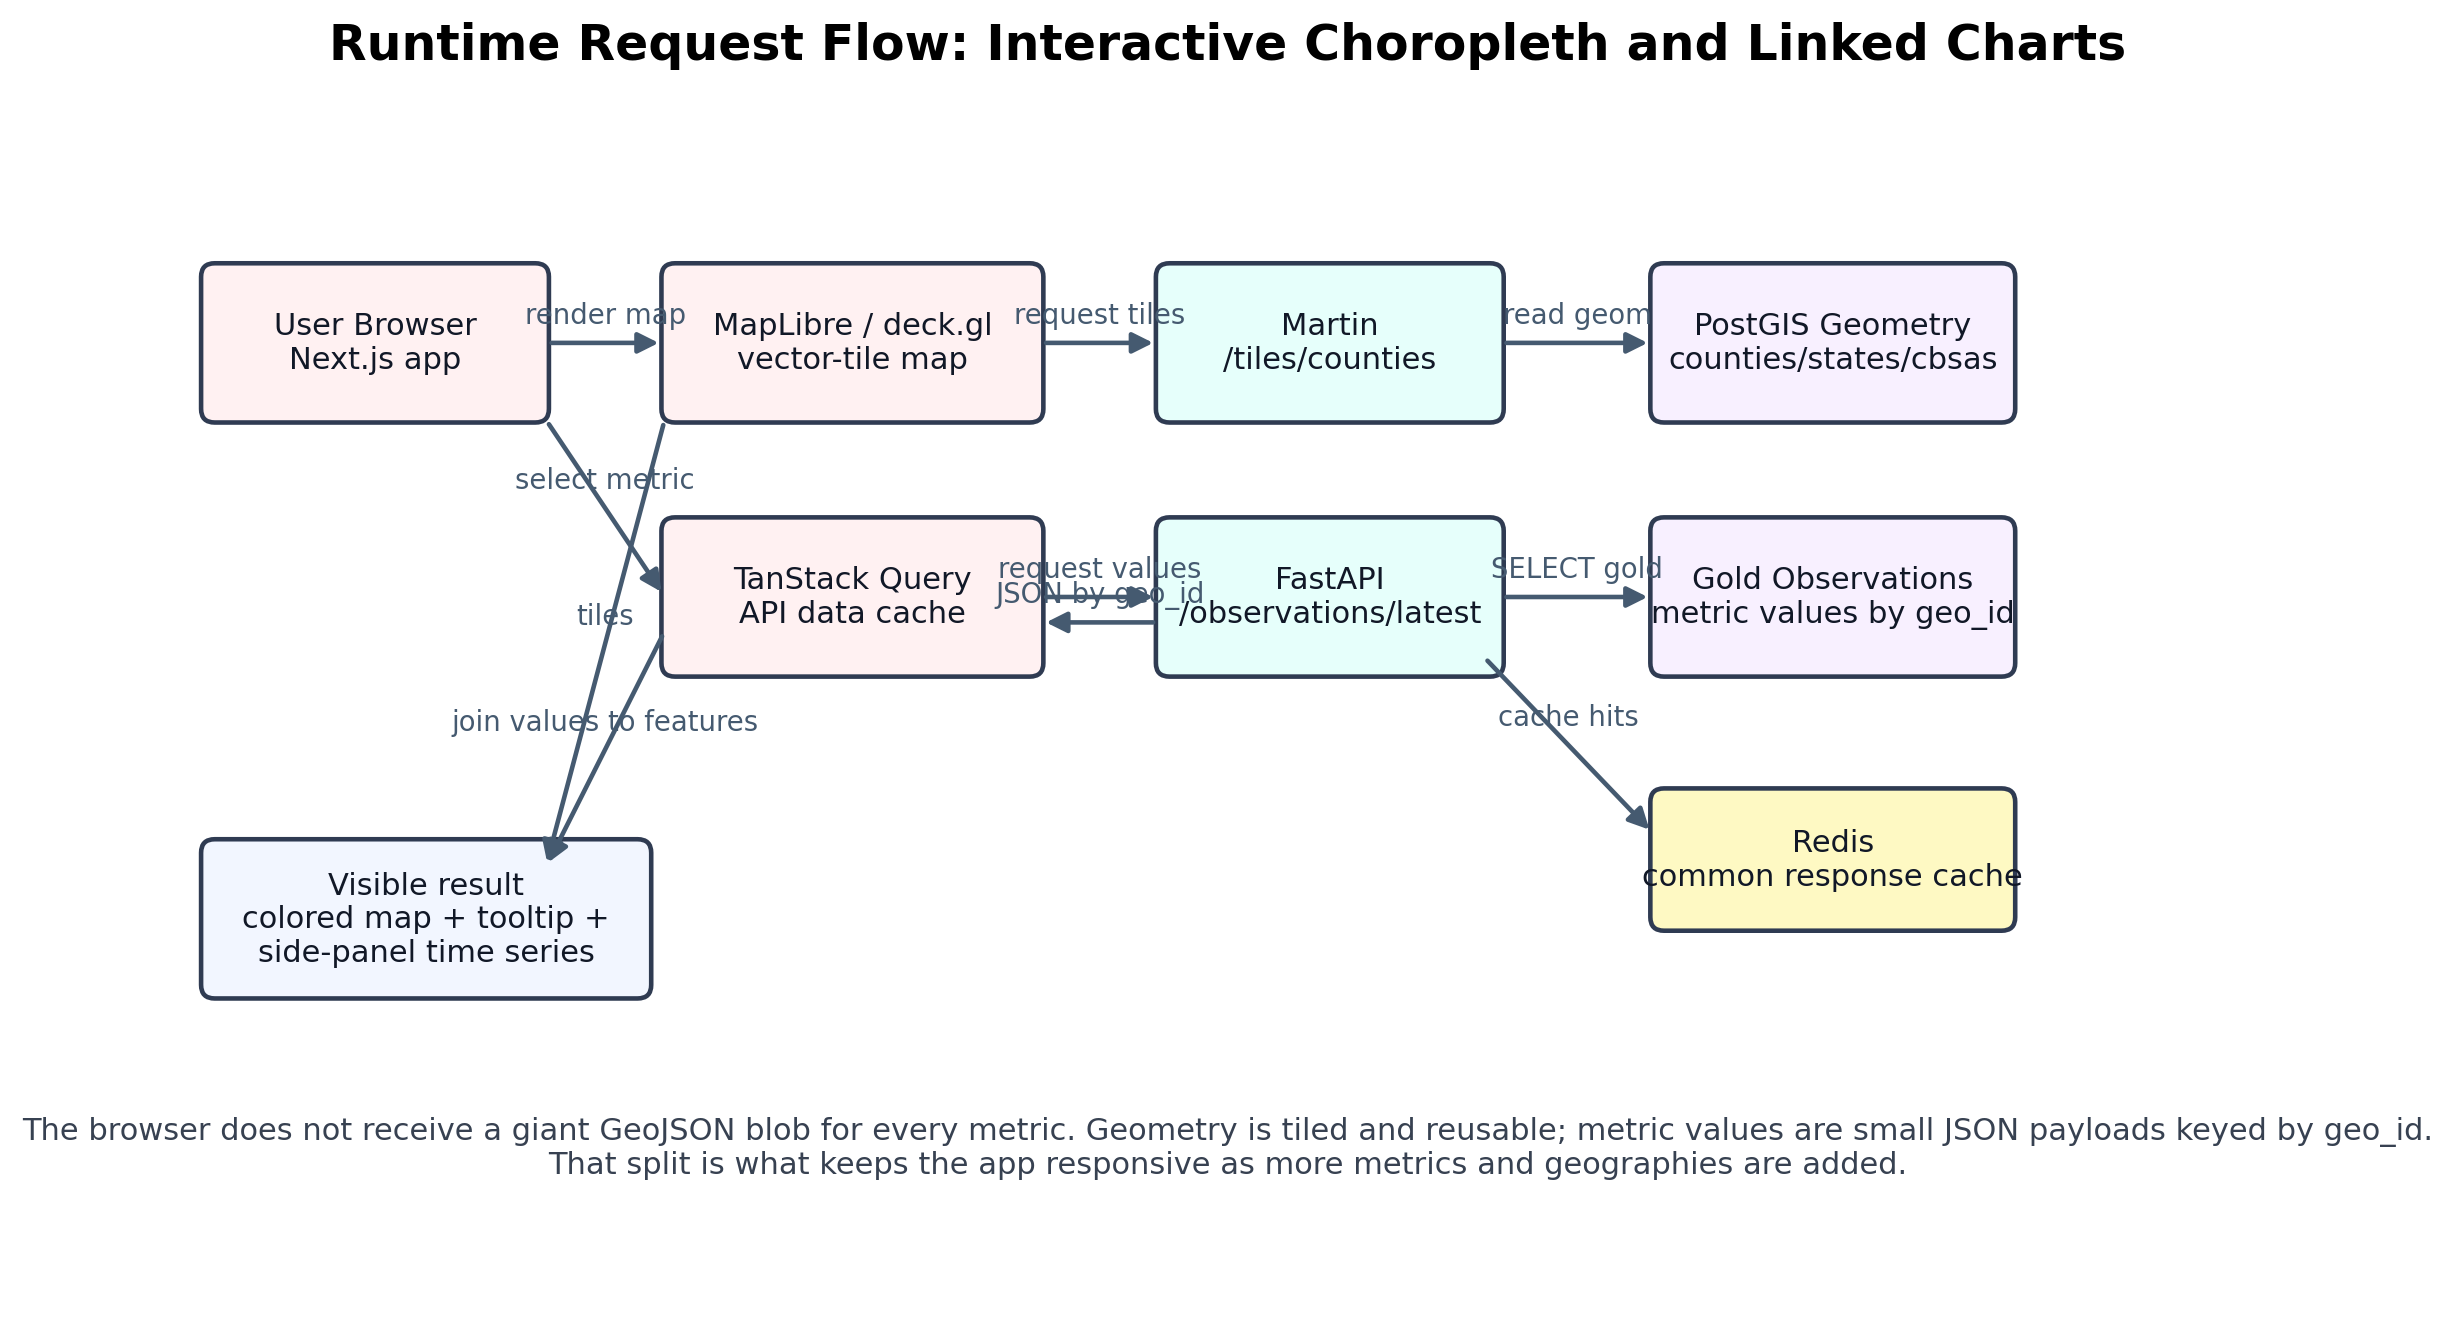 Runtime Request Flow: Interactive Choropleth and Linked Charts
User Browser
Next.js app
render map
MapLibre / deck.gl
vector-tile map
request tiles
Martin
/tiles/counties
read geom
PostGIS Geometry
counties/states/cbsas
select metric
TanStack Query
API data cache
request values
JSON by geo_id
FastAPI
/observations/latest
SELECT gold
Gold Observations
metric values by geo_id
tiles
join values to features
cache hits
Redis
common response cache
Visible result
colored map + tooltip +
side-panel time series
The browser does not receive a giant GeoJSON blob for every metric. Geometry is tiled and reusable; metric values are small JSON payloads keyed by geo_id.
That split is what keeps the app responsive as more metrics and geographies are added.